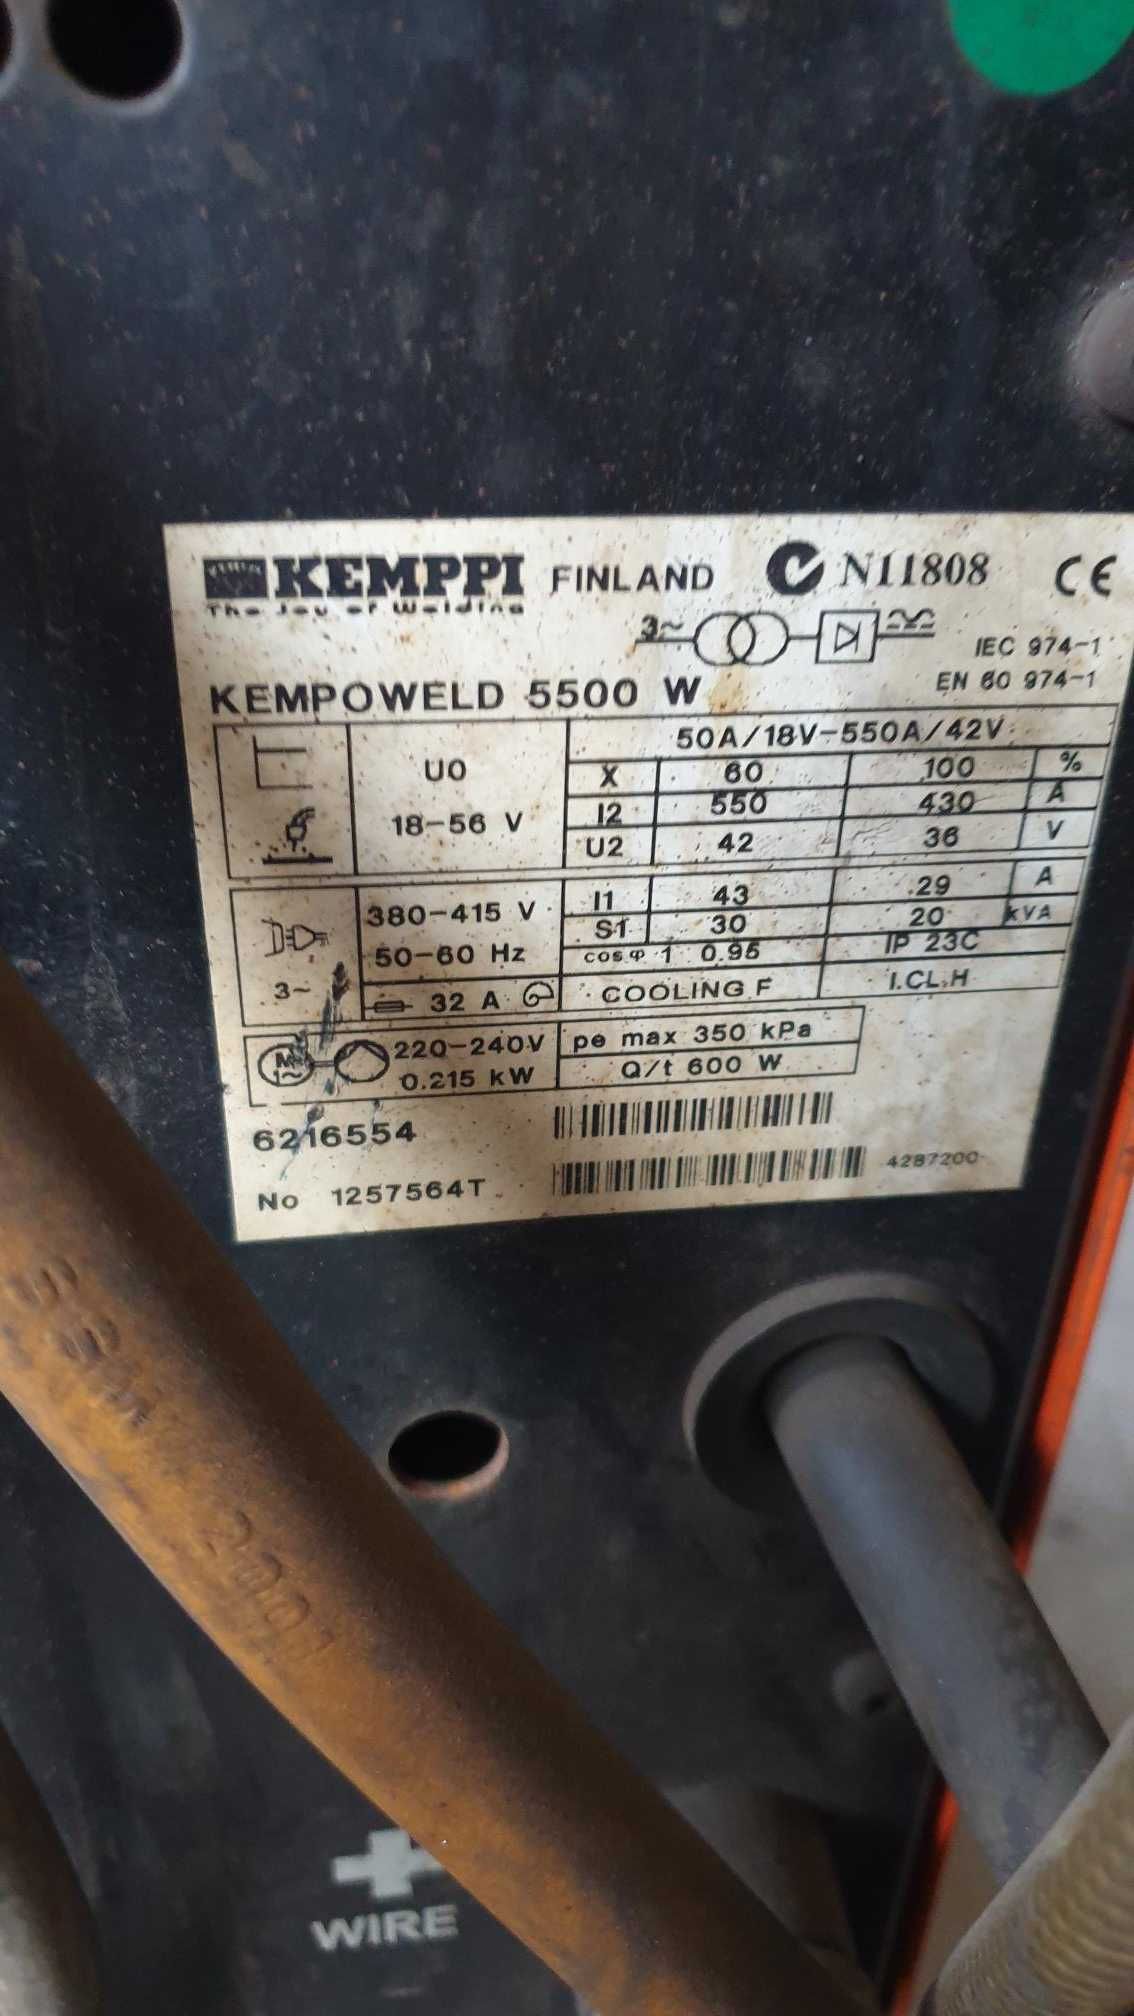 KEMPPI FINLAND N11808 CE
The Joy of Welding
3~
IEC 974-1
KEMPOWELD 5500 W
EN 60 974-1
50A/18V-550A/42V
U0
18-56 V
X 60 100 %
I2 550 430 A
U2 42 36 V
380-415 V
50-60 Hz
3~
32 A
I1 43 29 A
S1 30 20 kVA
cos φ 1 0.95 IP 23C
COOLING F I.CL.H
M
1~
220-240V
0.215 kW
pe max 350 kPa
Q/t 600 W
6216554
No 1257564T
4287200
2001
+
WIRE